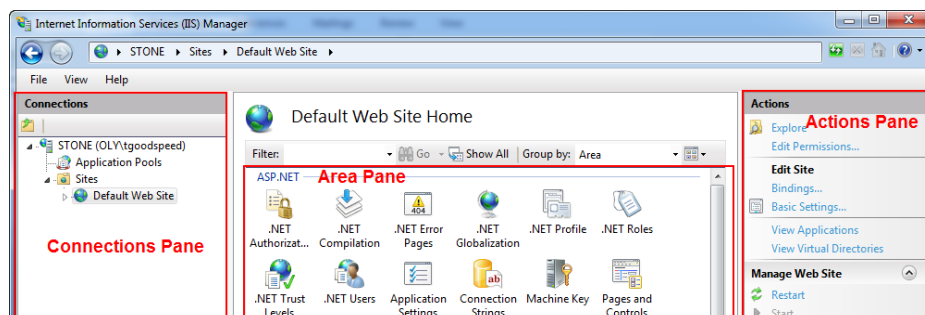 Internet Information Services (IIS) Manager
STONE Sites Default Web Site
File View Help
Connections
STONE (OLY\tgoodspeed)
Application Pools
Sites
Default Web Site
Connections Pane
Default Web Site Home
Filter: Go Show All Group by: Area
ASP.NET
Area Pane
.NET Authorizat...
.NET Compilation
404
.NET Error Pages
.NET Globalization
.NET Profile
.NET Roles
.NET Trust Levels
.NET Users
Application Settings
ab
Connection Strings
Machine Key
Pages and Controls
Actions
Explore
Actions Pane
Edit Permissions...
Edit Site
Bindings...
Basic Settings...
View Applications
View Virtual Directories
Manage Web Site
Restart
Start